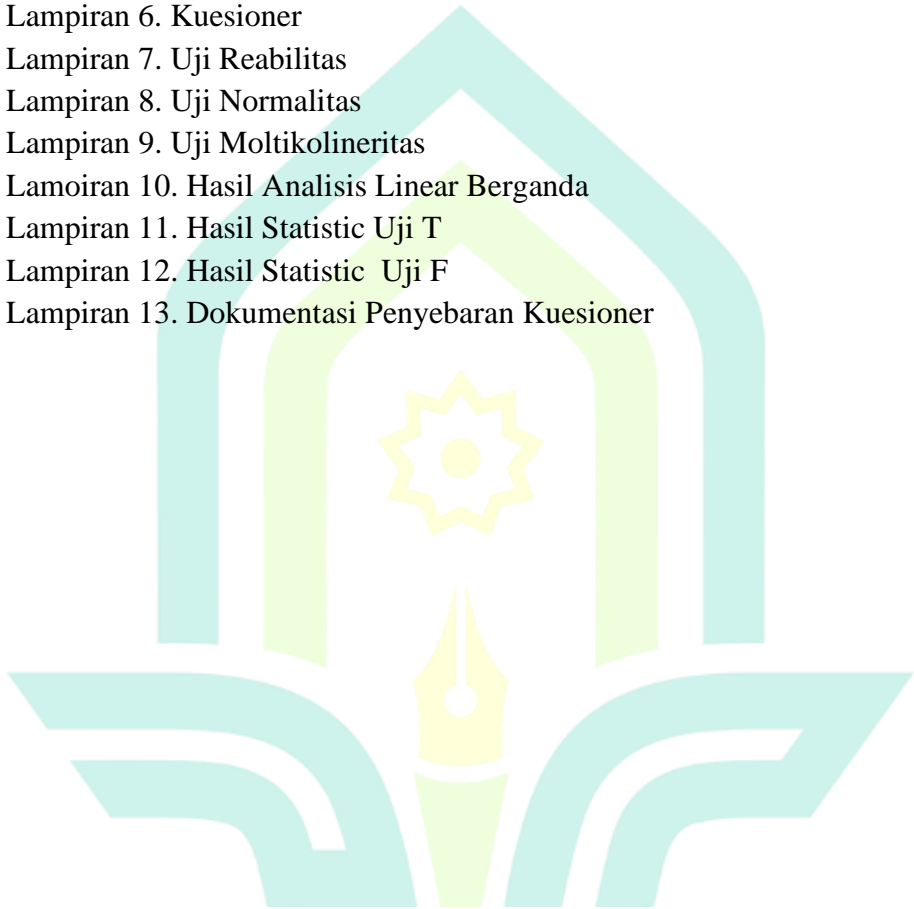 Lampiran 6. Kuesioner
Lampiran 7. Uji Reabilitas
Lampiran 8. Uji Normalitas
Lampiran 9. Uji Moltikolineritas
Lamoiran 10. Hasil Analisis Linear Berganda
Lampiran 11. Hasil Statistic Uji T
Lampiran 12. Hasil Statistic  Uji F
Lampiran 13. Dokumentasi Penyebaran Kuesioner